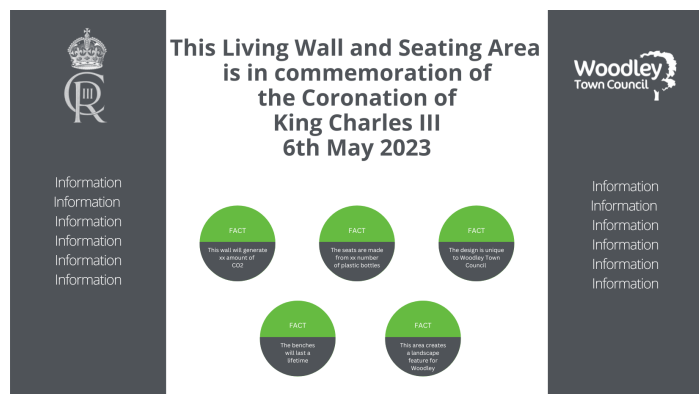 This Living Wall and Seating Area
is in commemoration of
the Coronation of
King Charles III
6th May 2023
CR III
Information
Information
Information
Information
Information
Information
Woodley
Town Council
Information
Information
Information
Information
Information
Information
FACT
This wall will generate
xx amount of
CO2
FACT
The seats are made
from xx number
of plastic bottles
FACT
The design is unique
to Woodley Town
Council
FACT
The benches
will last a
lifetime
FACT
This area creates
a landscape
feature for
Woodley